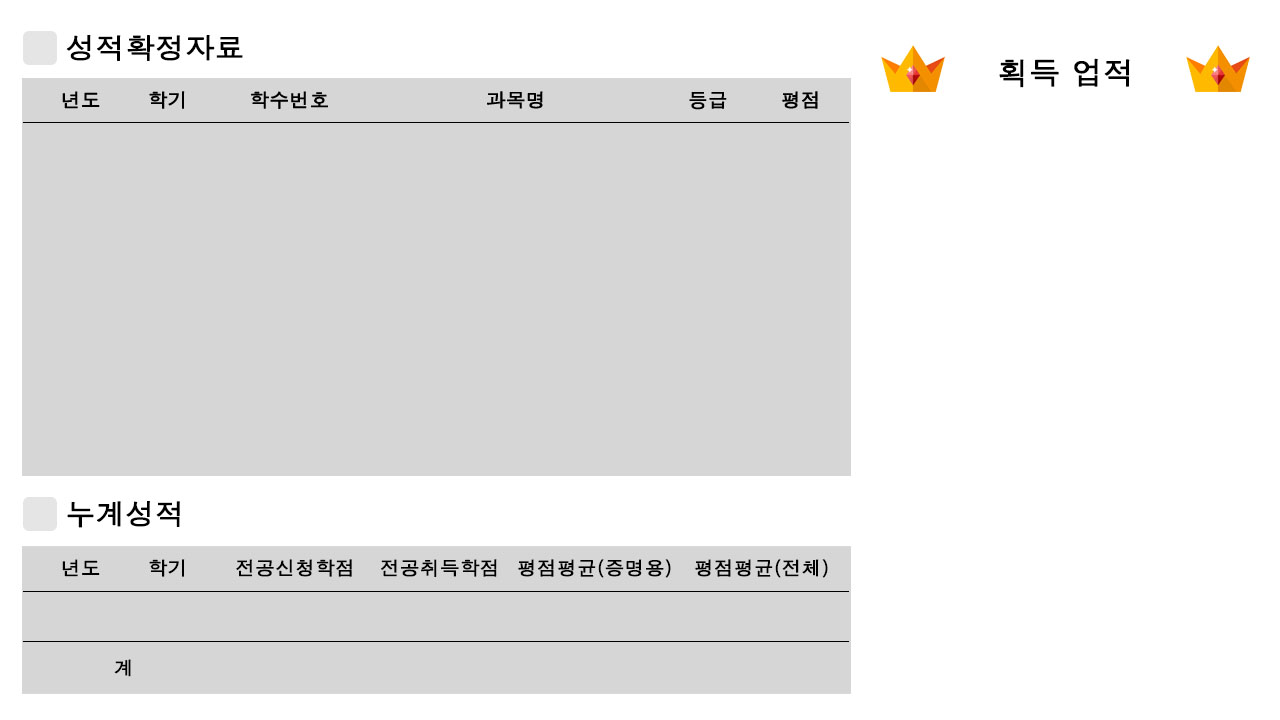 성적확정자료
년도 학기 학수번호 과목명 등급 평점
누계성적
년도 학기 전공신청학점 전공취득학점 평점평균(증명용) 평점평균(전체)
계
획득 업적